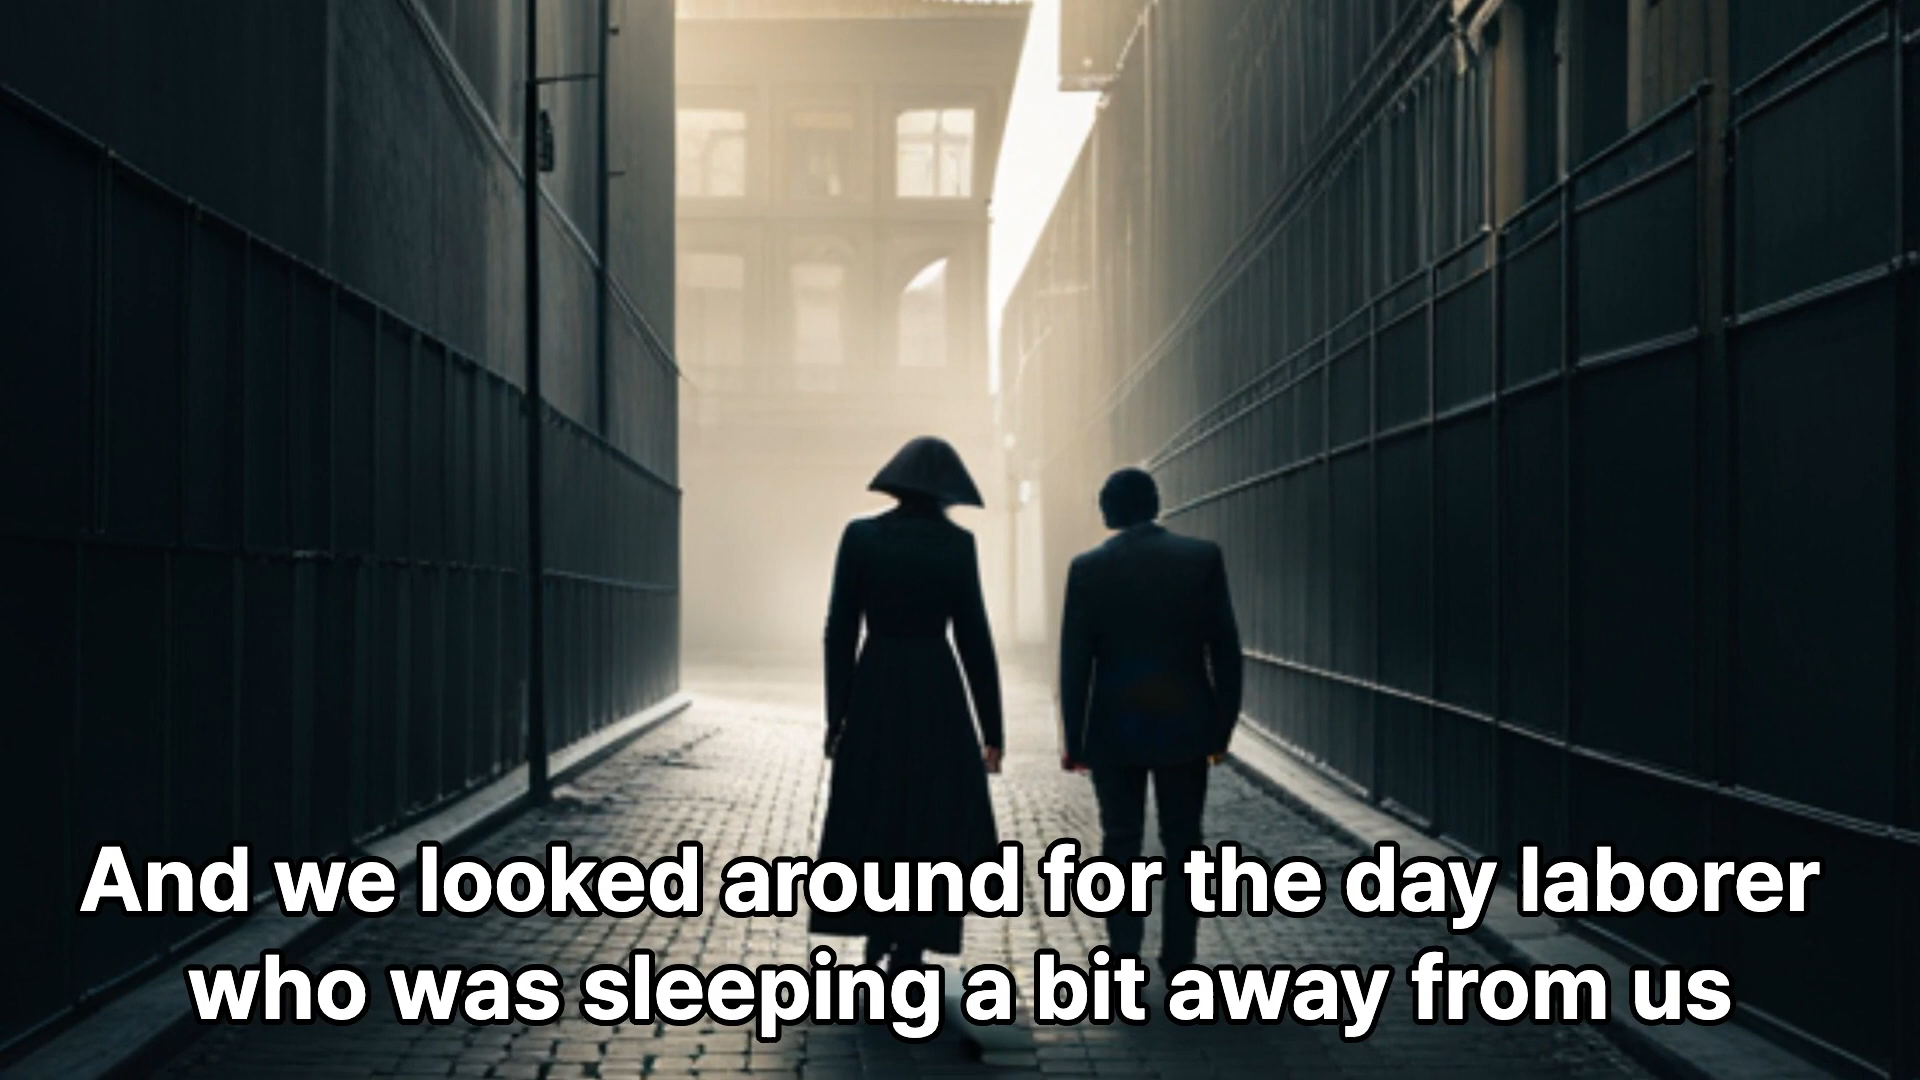 And we looked around for the day laborer
who was sleeping a bit away from us